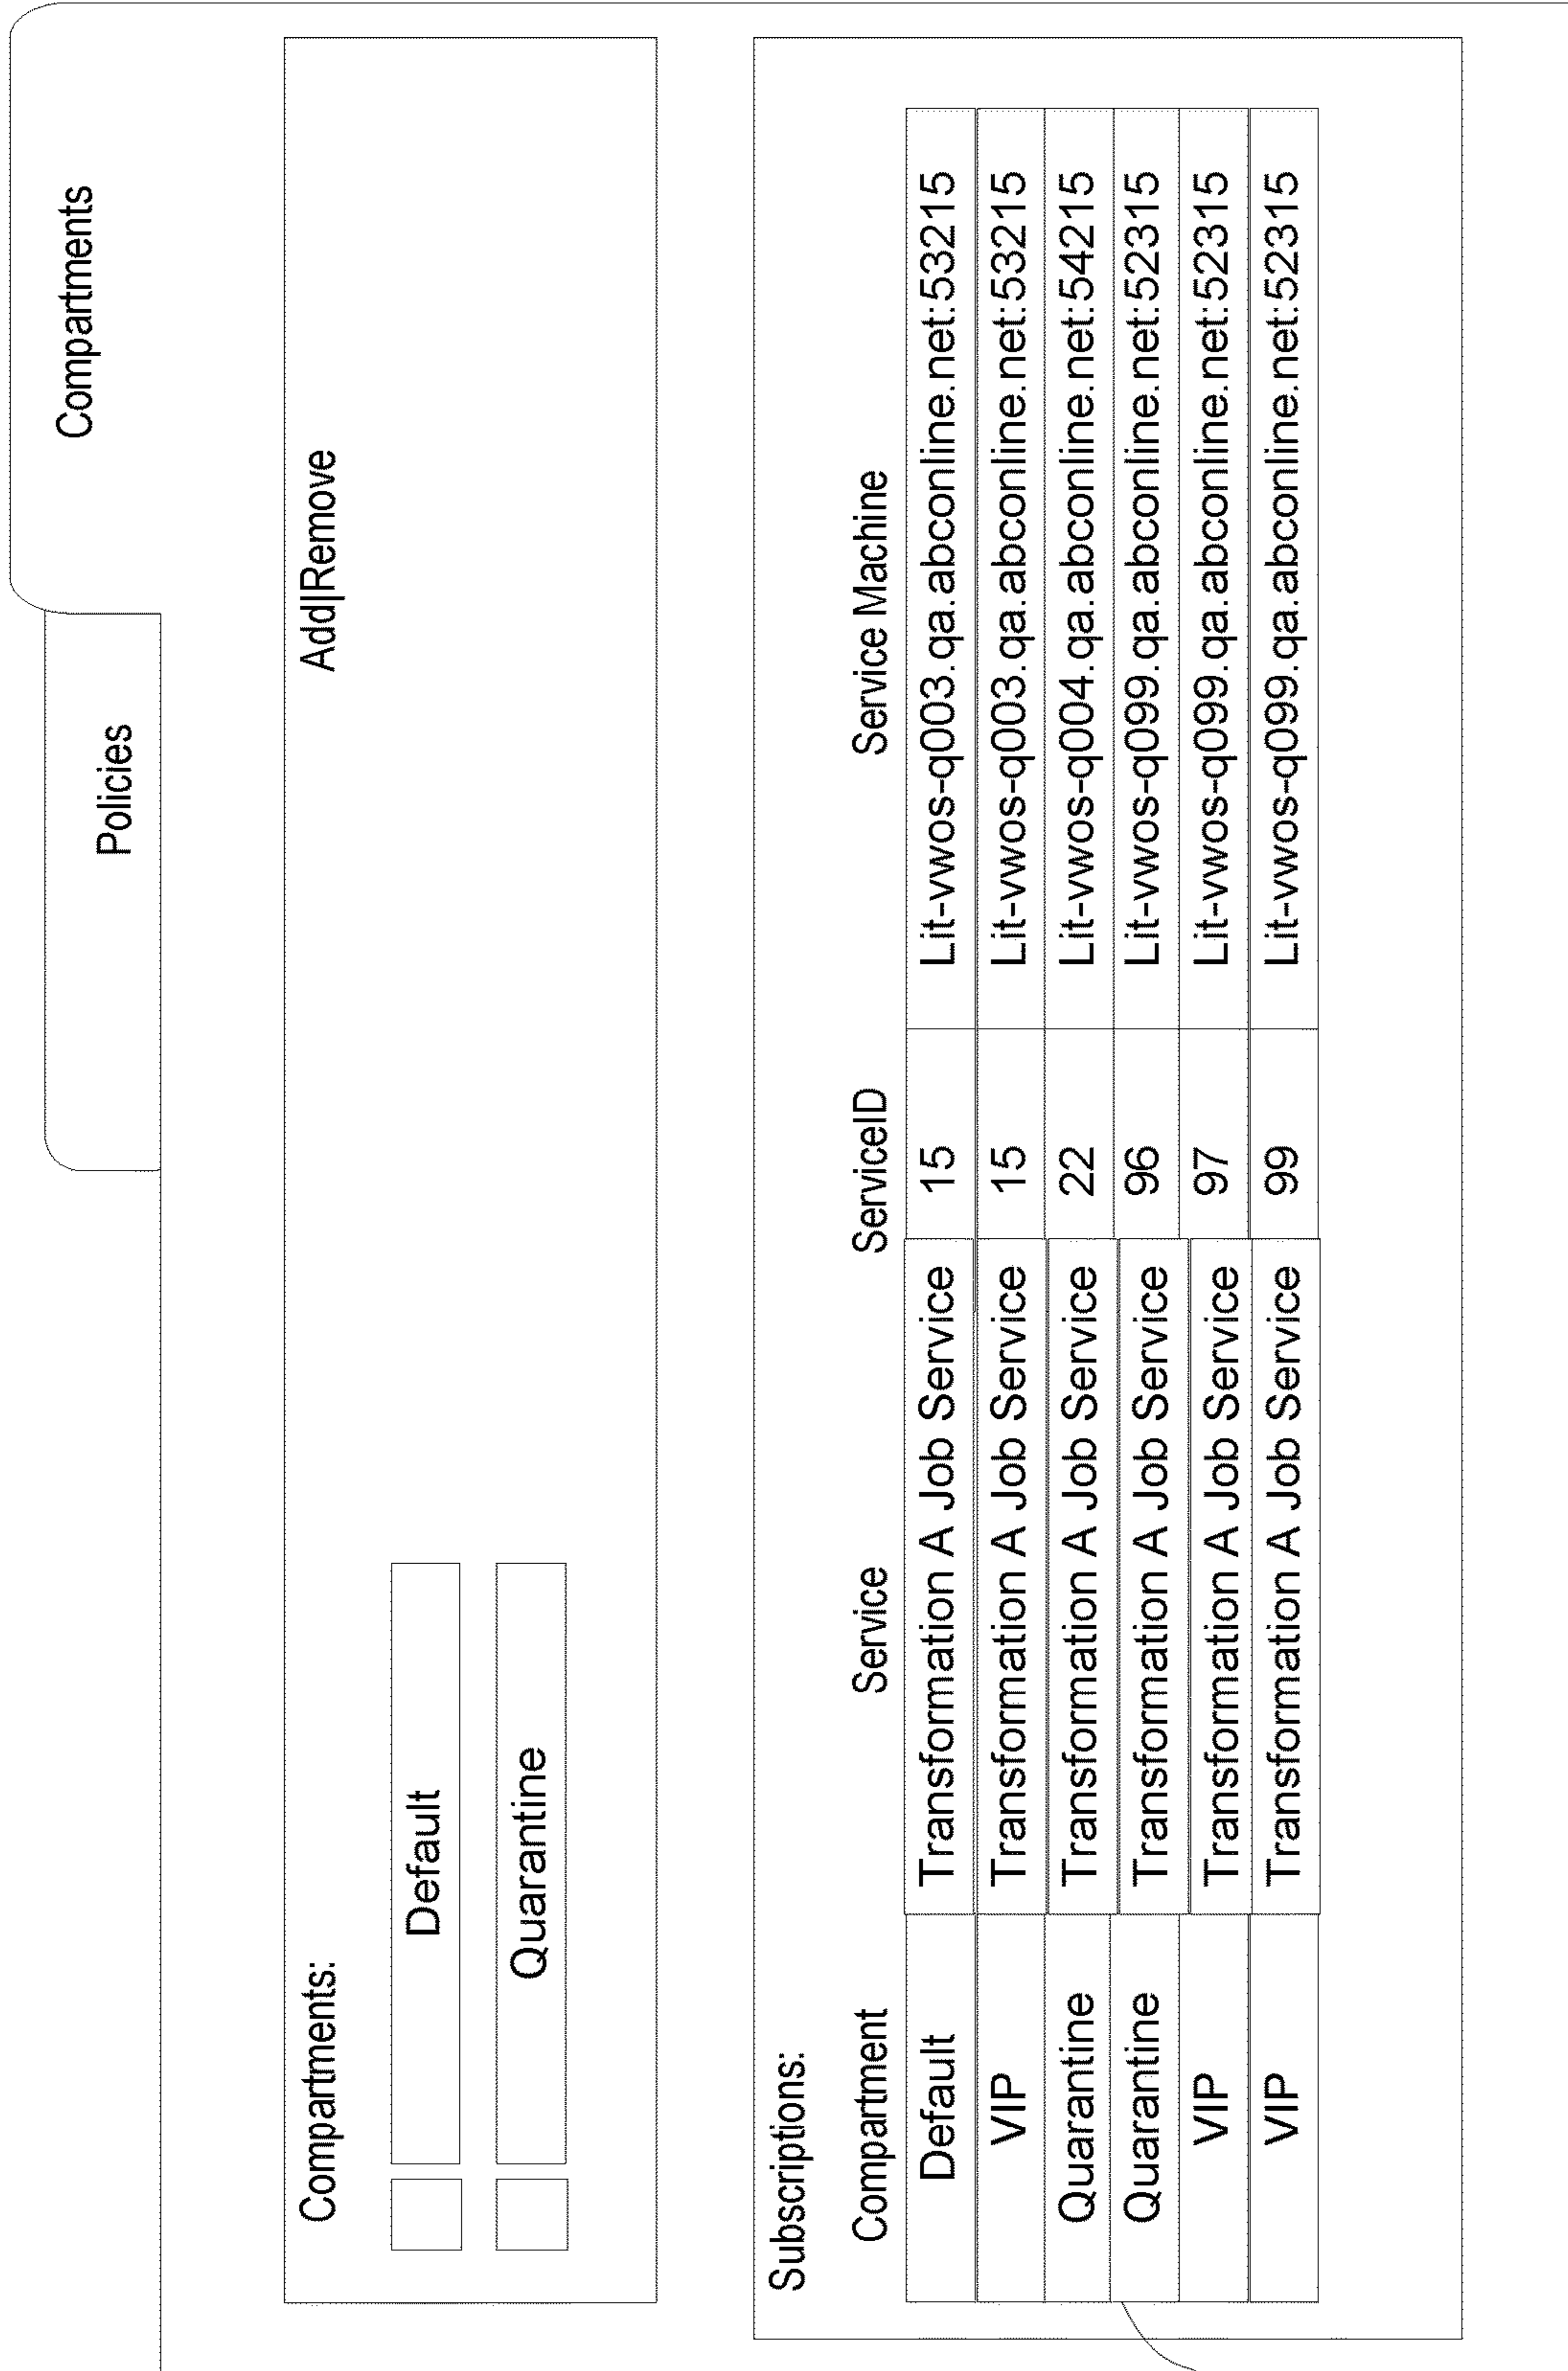 Policies Compartments
Compartments: Add|Remove
Default
Quarantine
Subscriptions:
Compartment Service ServiceID Service Machine
Default Transformation A Job Service 15 Lit-vwos-q003.qa.abconline.net:53215
VIP Transformation A Job Service 15 Lit-vwos-q003.qa.abconline.net:53215
Quarantine Transformation A Job Service 22 Lit-vwos-q004.qa.abconline.net:54215
Quarantine Transformation A Job Service 96 Lit-vwos-q099.qa.abconline.net:52315
VIP Transformation A Job Service 97 Lit-vwos-q099.qa.abconline.net:52315
VIP Transformation A Job Service 99 Lit-vwos-q099.qa.abconline.net:52315